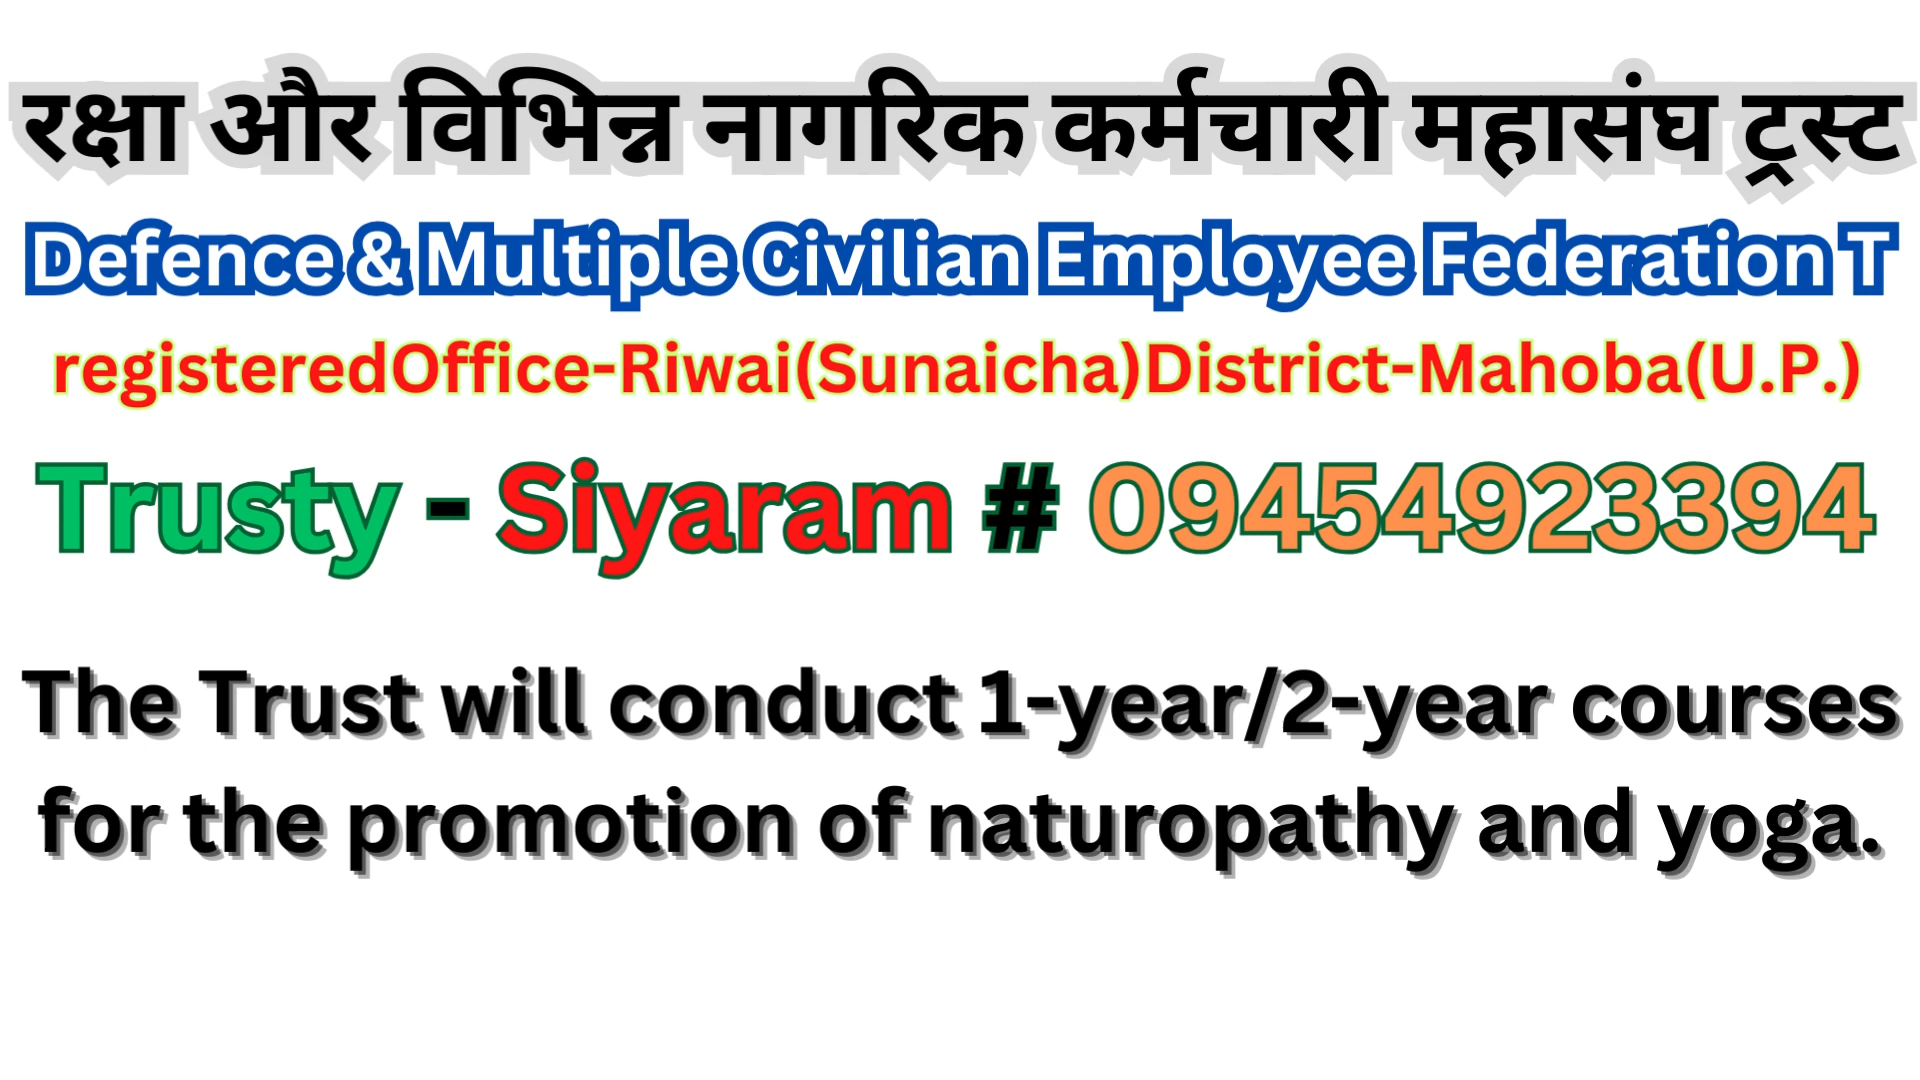 रक्षा और विभिन्न नागरिक कर्मचारी महासंघ ट्रस्ट
Defence & Multiple Civilian Employee Federation T
registeredOffice-Riwai(Sunaicha)District-Mahoba(U.P.)
Trusty - Siyaram # 09454923394
The Trust will conduct 1-year/2-year courses
for the promotion of naturopathy and yoga.